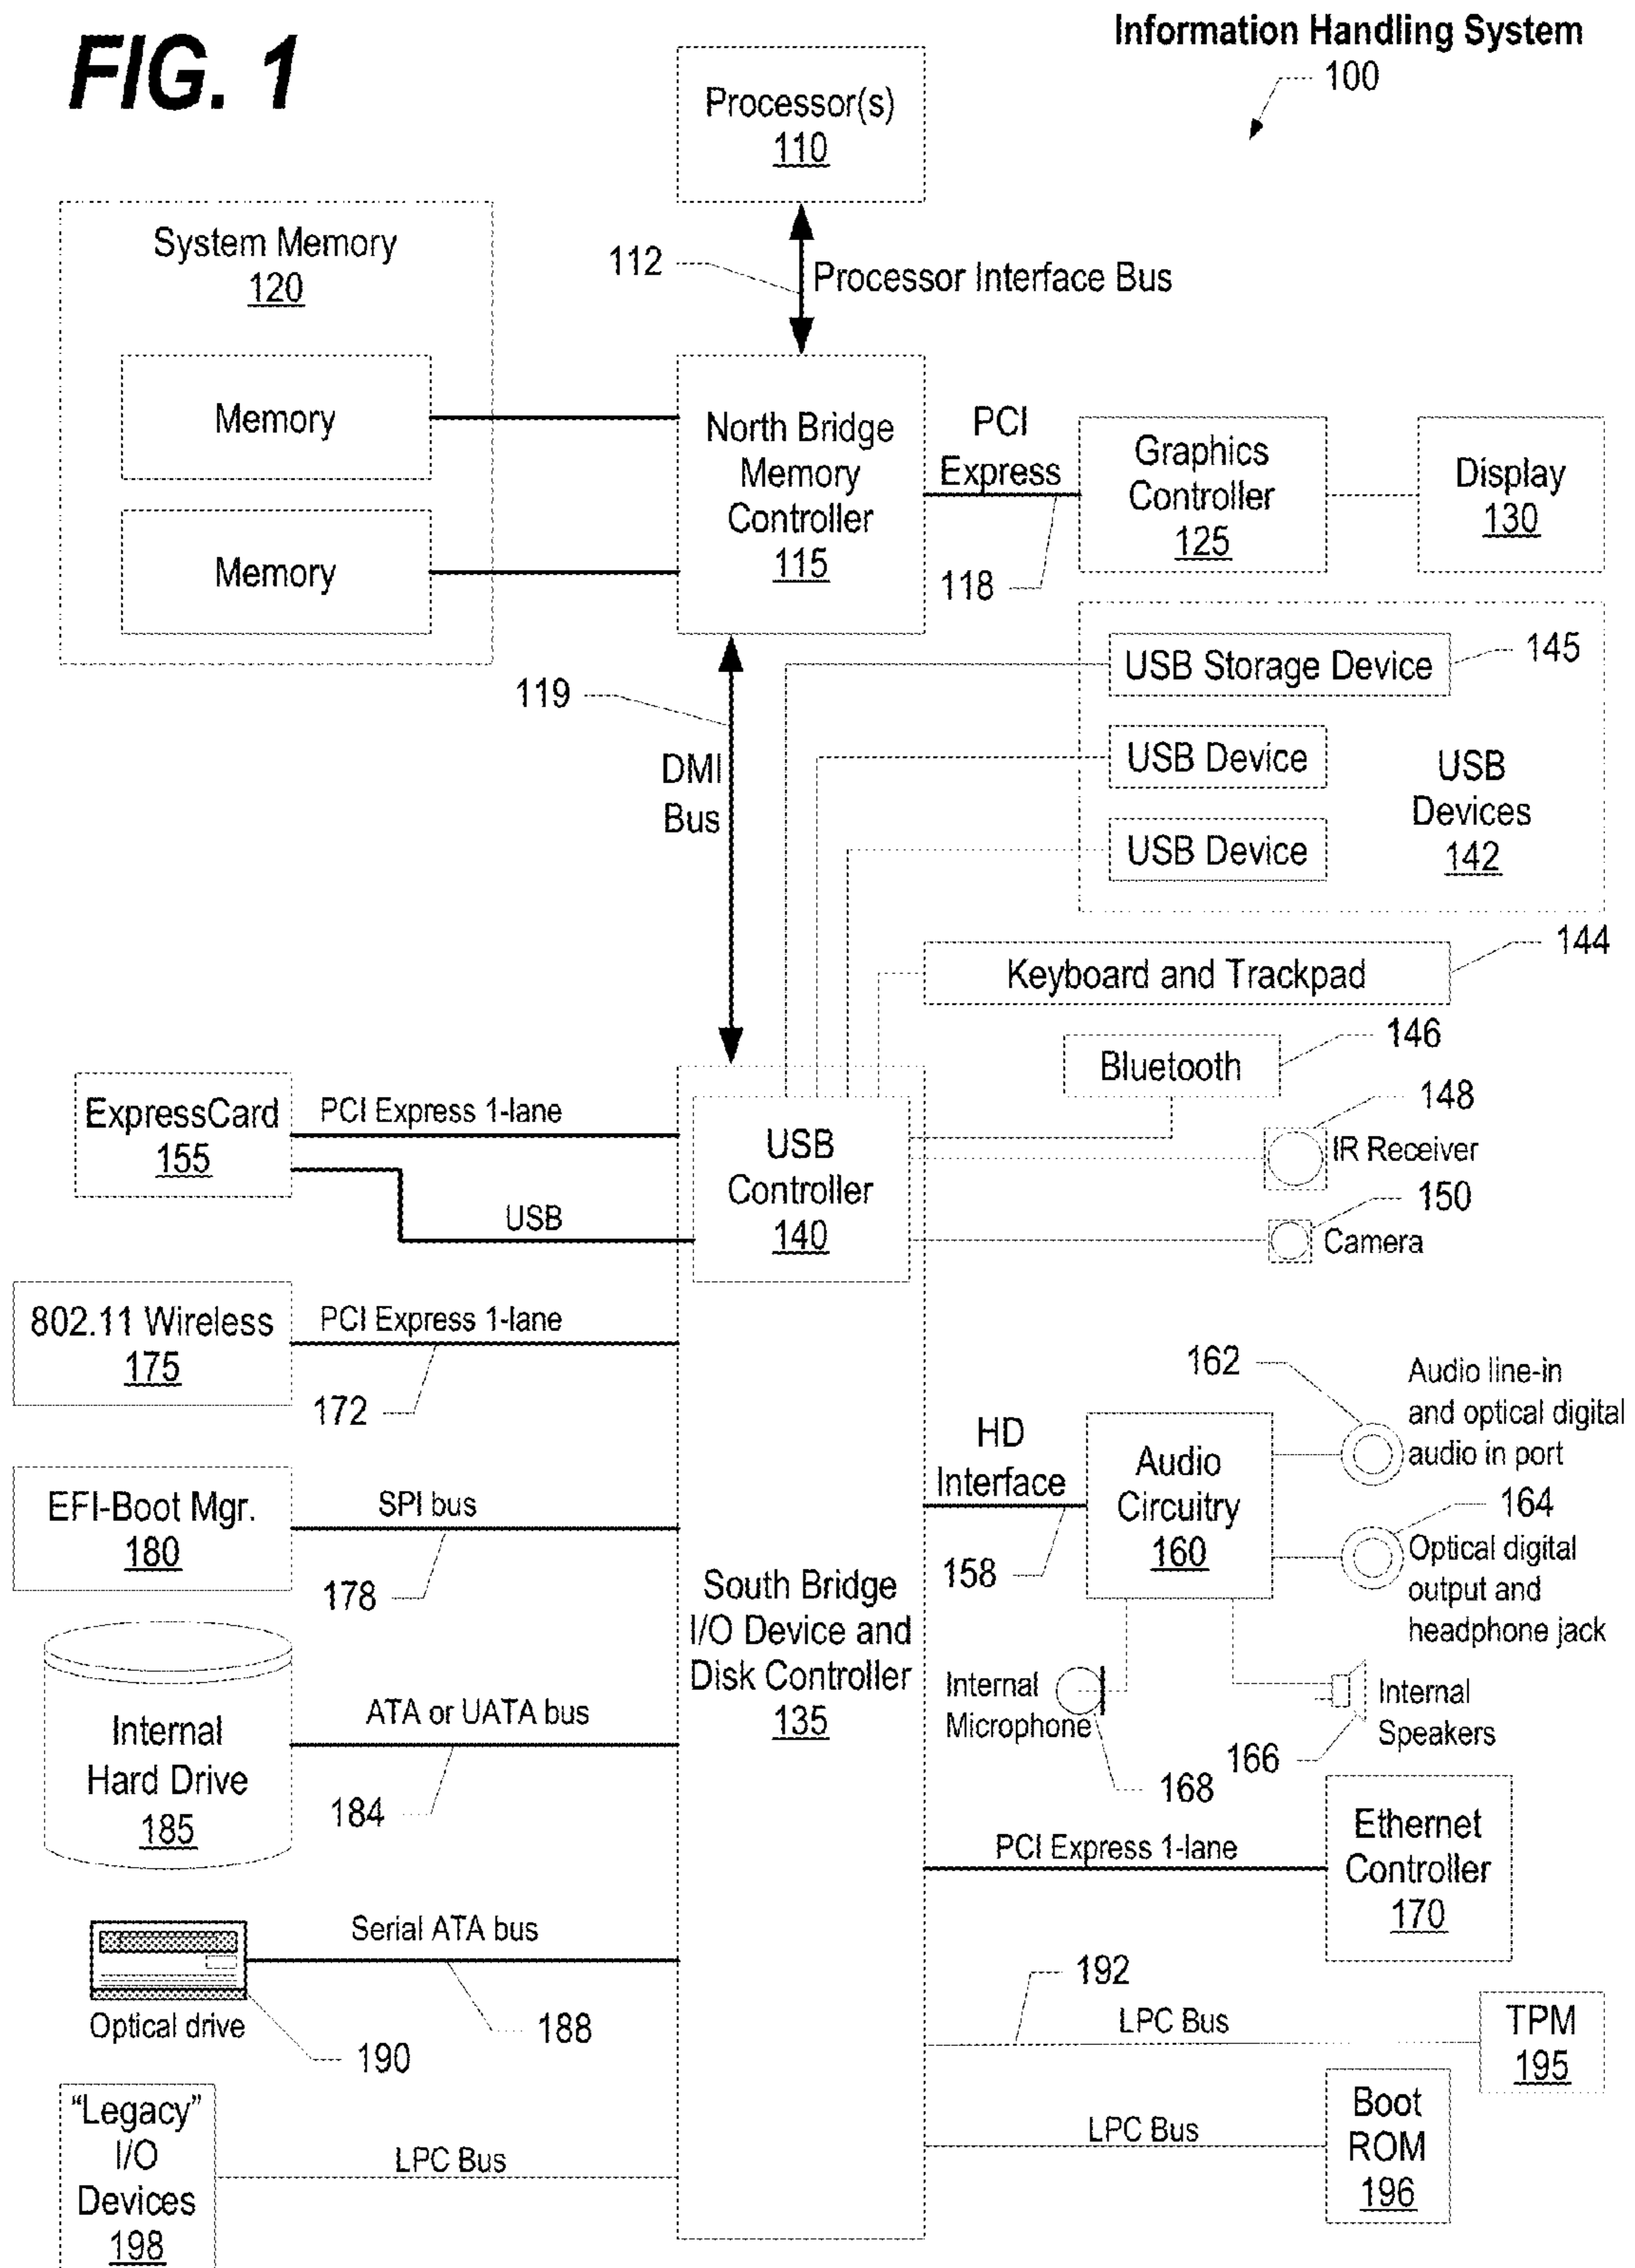 FIG. 1
Information Handling System
100
Processor(s)
110
System Memory
120
112
Processor Interface Bus
Memory
Memory
North Bridge
Memory
Controller
115
PCI
Express
118
Graphics
Controller
125
Display
130
119
DMI
Bus
USB Storage Device
145
USB Device
USB Device
USB
Devices
142
Keyboard and Trackpad
144
Bluetooth
146
148
IR Receiver
150
Camera
ExpressCard
155
PCI Express 1-lane
USB
USB
Controller
140
802.11 Wireless
175
PCI Express 1-lane
172
EFI-Boot Mgr.
180
SPI bus
178
South Bridge
I/O Device and
Disk Controller
135
HD
Interface
158
Audio
Circuitry
160
162
Audio line-in
and optical digital
audio in port
164
Optical digital
output and
headphone jack
Internal
Microphone
168
166
Internal
Speakers
Internal
Hard Drive
185
ATA or UATA bus
184
PCI Express 1-lane
Ethernet
Controller
170
Serial ATA bus
188
Optical drive
190
192
LPC Bus
TPM
195
"Legacy"
I/O
Devices
198
LPC Bus
LPC Bus
Boot
ROM
196